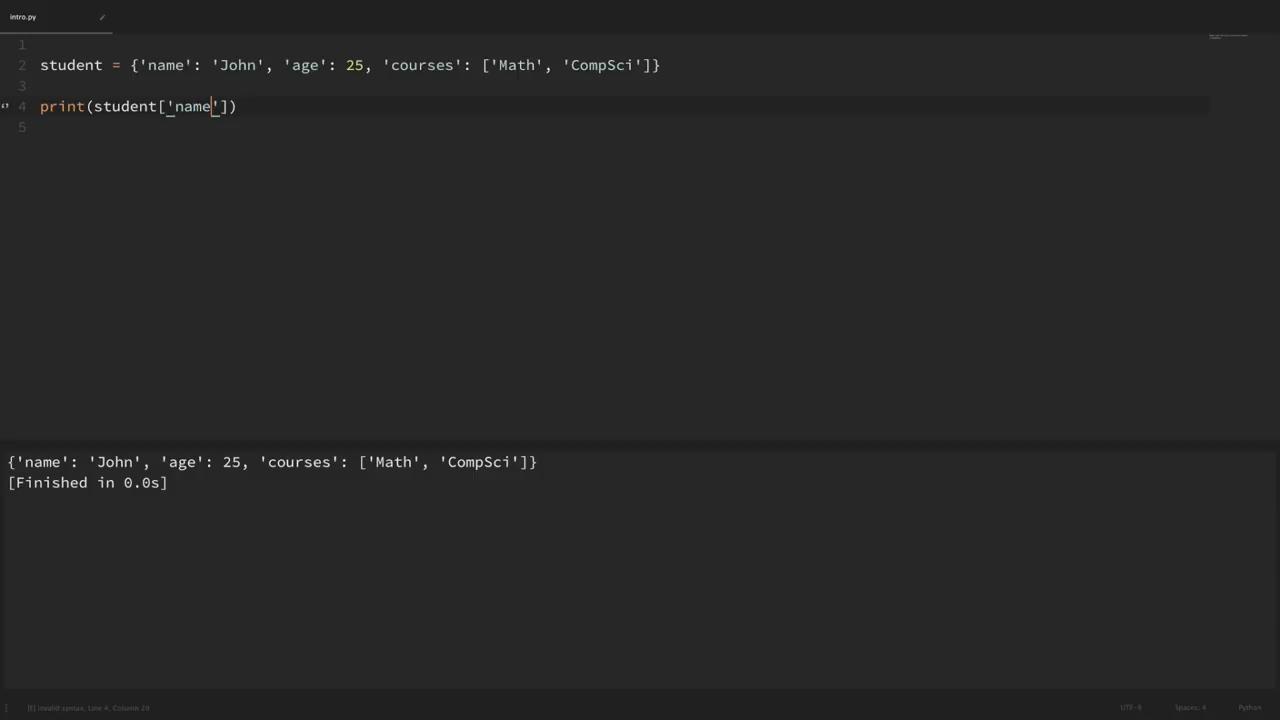 intro.py
1
2 student = {'name': 'John', 'age': 25, 'courses': ['Math', 'CompSci']}
3
4 print(student['name'])
5
{'name': 'John', 'age': 25, 'courses': ['Math', 'CompSci']}
[Finished in 0.0s]
[E] invalid syntax, Line 4, Column 20
UTF-8
Spaces: 4
Python